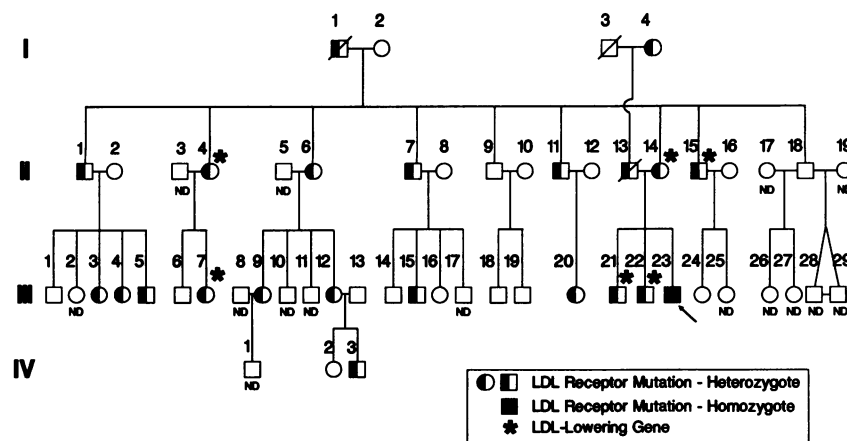 1 2 3 4
I
1 2 3 4 5 6 7 8 9 10 11 12 13 14 15 16 17 18 19
II
* * *
ND ND ND ND
1 2 3 4 5 6 7 8 9 10 11 12 13 14 15 16 17 18 19 20 21 22 23 24 25 26 27 28 29
III
* * *
ND ND ND ND ND ND ND ND ND ND
1 2 3
IV
ND
LDL Receptor Mutation - Heterozygote
LDL Receptor Mutation - Homozygote
* LDL-Lowering Gene